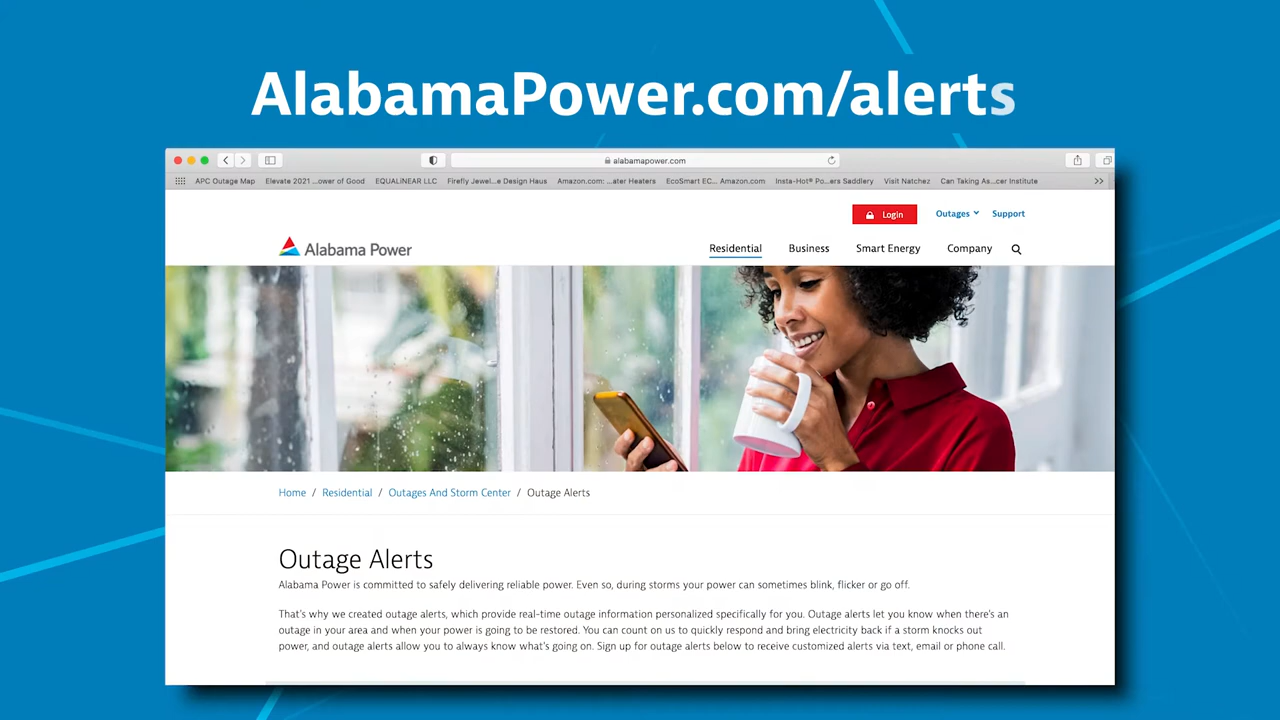 AlabamaPower.com/alerts
alabamapower.com
APC Outage Map Elevate 2021 ...ower of Good EQUALiNEAR LLC Firefly Jewel...e Design Haus Amazon.com: ...ater Heaters EcoSmart EC... Amazon.com Insta-Hot® Po...ers Saddlery Visit Natchez Can Taking As...cer Institute
Login Outages Support
Alabama Power Residential Business Smart Energy Company
Home / Residential / Outages And Storm Center / Outage Alerts
Outage Alerts
Alabama Power is committed to safely delivering reliable power. Even so, during storms your power can sometimes blink, flicker or go off.
That's why we created outage alerts, which provide real-time outage information personalized specifically for you. Outage alerts let you know when there's an
outage in your area and when your power is going to be restored. You can count on us to quickly respond and bring electricity back if a storm knocks out
power, and outage alerts allow you to always know what's going on. Sign up for outage alerts below to receive customized alerts via text, email or phone call.